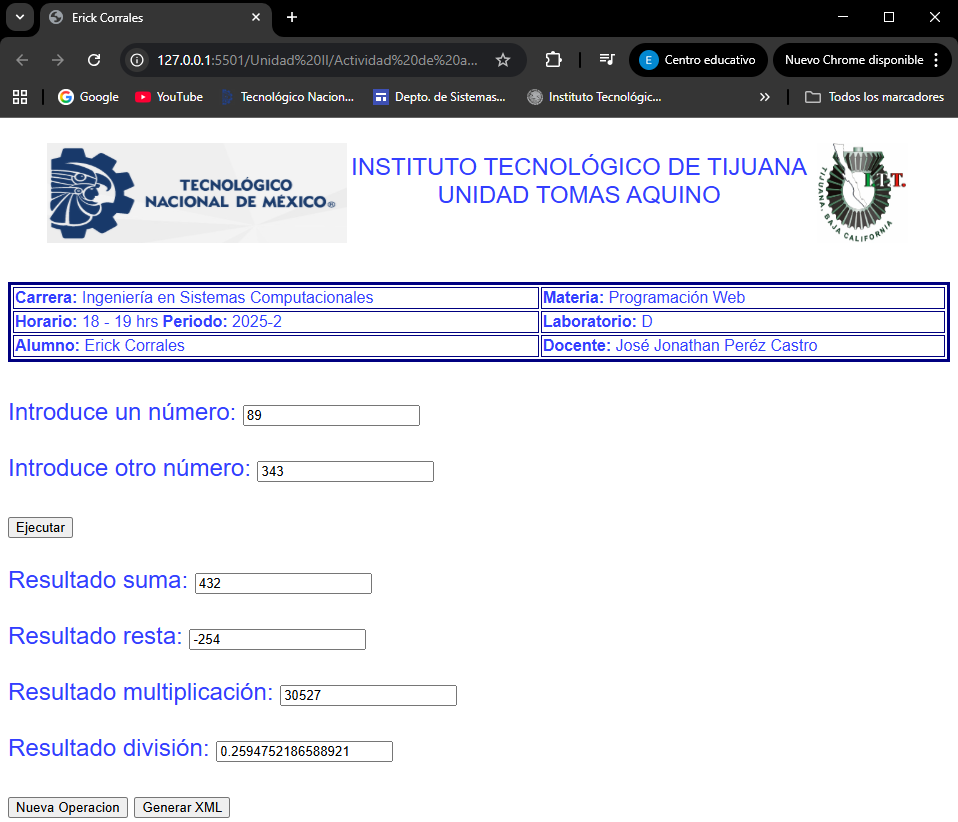 Erick Corrales
127.0.0.1:5501/Unidad%20II/Actividad%20de%20a...
E Centro educativo
Nuevo Chrome disponible
Google
YouTube
Tecnológico Nacion...
Depto. de Sistemas...
Instituto Tecnológic...
Todos los marcadores
TECNOLÓGICO
NACIONAL DE MÉXICO®
INSTITUTO TECNOLÓGICO DE TIJUANA
UNIDAD TOMAS AQUINO
I.T.
TIJUANA, BAJA CALIFORNIA
Carrera: Ingeniería en Sistemas Computacionales
Materia: Programación Web
Horario: 18 - 19 hrs Periodo: 2025-2
Laboratorio: D
Alumno: Erick Corrales
Docente: José Jonathan Peréz Castro
Introduce un número: 89
Introduce otro número: 343
Ejecutar
Resultado suma: 432
Resultado resta: -254
Resultado multiplicación: 30527
Resultado división: 0.2594752186588921
Nueva Operacion
Generar XML